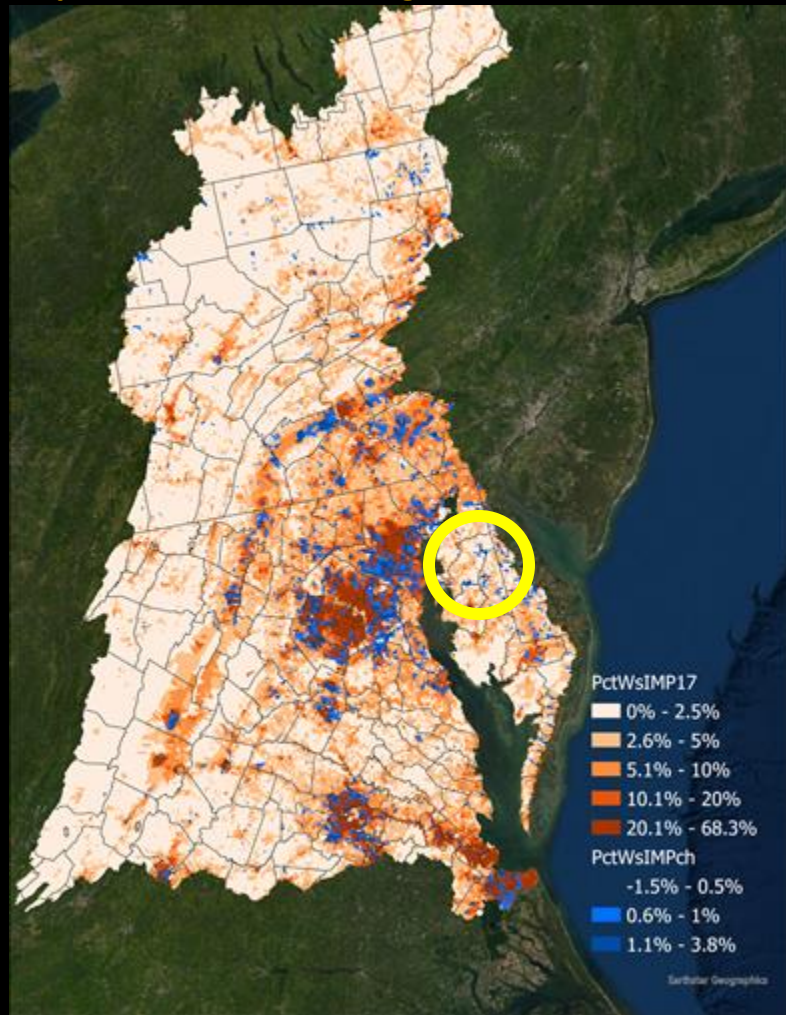 PctWsIMP17
0% - 2.5%
2.6% - 5%
5.1% - 10%
10.1% - 20%
20.1% - 68.3%
PctWsIMPch
-1.5% - 0.5%
0.6% - 1%
1.1% - 3.8%
Earthstar Geographics